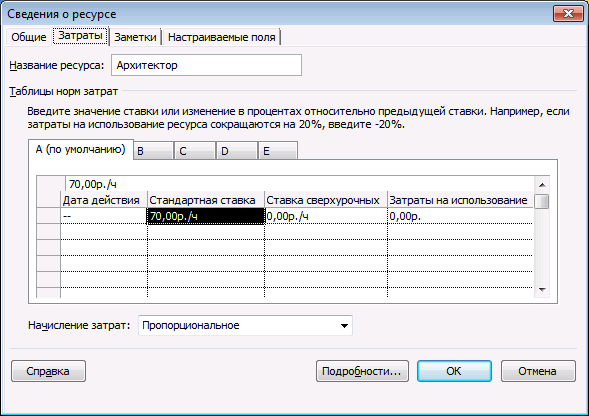 Сведения о ресурсе
Общие Затраты Заметки Настраиваемые поля
Название ресурса: Архитектор
Таблицы норм затрат
Введите значение ставки или изменение в процентах относительно предыдущей ставки. Например, если
затраты на использование ресурса сокращаются на 20%, введите -20%.
A (по умолчанию) B C D E
70,00р./ч
Дата действия Стандартная ставка Ставка сверхурочных Затраты на использование
-- 70,00р./ч 0,00р./ч 0,00р.
Начисление затрат: Пропорциональное
Справка Подробности... ОК Отмена